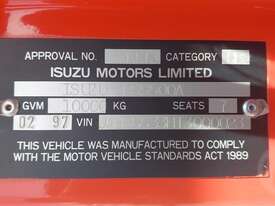 APPROVAL NO. CATEGORY
ISUZU MOTORS LIMITED
GVM KG SEATS 7
02 97 VIN
THIS VEHICLE WAS MANUFACTURED TO
COMPLY WITH THE MOTOR VEHICLE STANDARDS ACT 1989